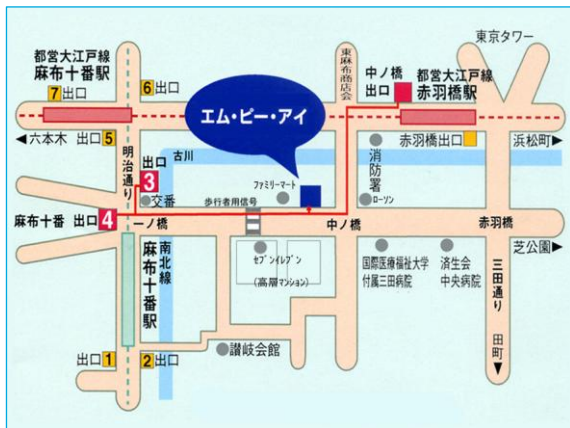 東京タワー
都営大江戸線
麻布十番駅
7出口
6出口
エム・ピー・アイ
東麻布商店会
中ノ橋
出口
都営大江戸線
赤羽橋駅
◀六本木
出口5
明治通り
出口
3
古川
交番
歩行者用信号
ファミリーマート
消防署
ローソン
赤羽橋出口
浜松町▶
麻布十番 出口4
一ノ橋
中ノ橋
赤羽橋
芝公園▶
麻布十番駅
南北線
セブンイレブン
(高層マンション)
国際医療福祉大学
付属三田病院
済生会
中央病院
三田通り
田町▼
出口1
2出口
讃岐会館